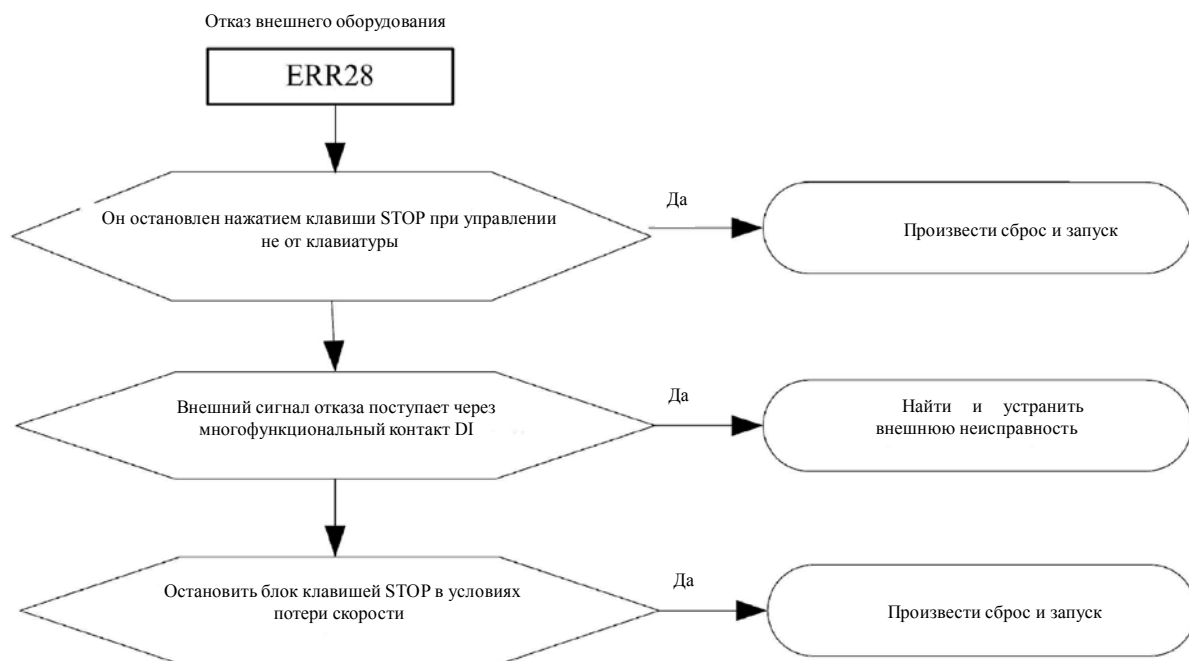 Отказ внешнего оборудования
ERR28
Он остановлен нажатием клавиши STOP при управлении
не от клавиатуры
Да
Произвести сброс и запуск
Внешний сигнал отказа поступает через
многофункциональный контакт DI
Да
Найти и устранить
внешнюю неисправность
Остановить блок клавишей STOP в условиях
потери скорости
Да
Произвести сброс и запуск